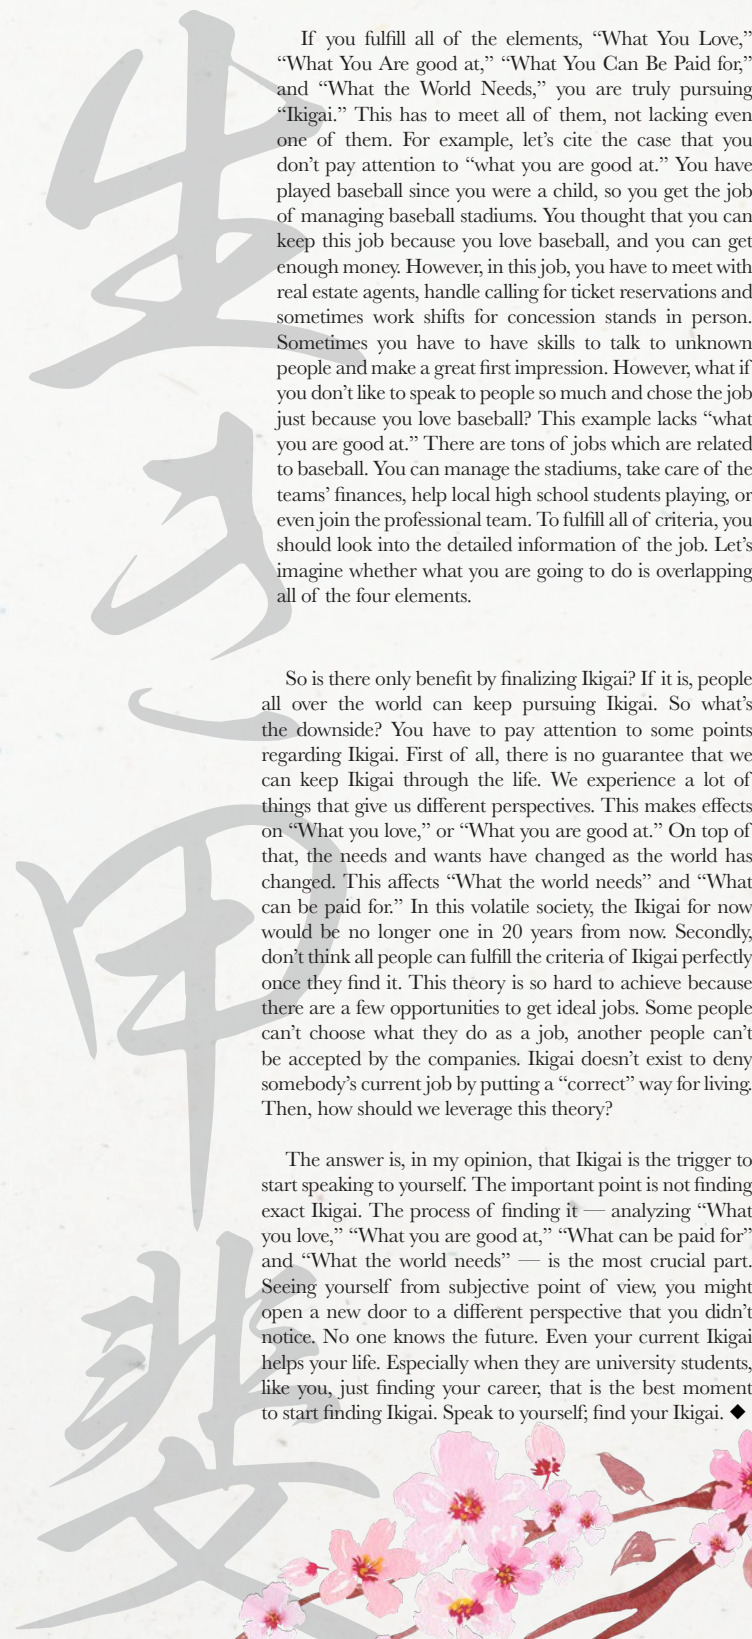 生き甲斐
If you fulfill all of the elements, “What You Love,”
“What You Are good at,” “What You Can Be Paid for,”
and “What the World Needs,” you are truly pursuing
“Ikigai.” This has to meet all of them, not lacking even
one of them. For example, let’s cite the case that you
don’t pay attention to “what you are good at.” You have
played baseball since you were a child, so you get the job
of managing baseball stadiums. You thought that you can
keep this job because you love baseball, and you can get
enough money. However, in this job, you have to meet with
real estate agents, handle calling for ticket reservations and
sometimes work shifts for concession stands in person.
Sometimes you have to have skills to talk to unknown
people and make a great first impression. However, what if
you don’t like to speak to people so much and chose the job
just because you love baseball? This example lacks “what
you are good at.” There are tons of jobs which are related
to baseball. You can manage the stadiums, take care of the
teams’ finances, help local high school students playing, or
even join the professional team. To fulfill all of criteria, you
should look into the detailed information of the job. Let’s
imagine whether what you are going to do is overlapping
all of the four elements.
So is there only benefit by finalizing Ikigai? If it is, people
all over the world can keep pursuing Ikigai. So what’s
the downside? You have to pay attention to some points
regarding Ikigai. First of all, there is no guarantee that we
can keep Ikigai through the life. We experience a lot of
things that give us different perspectives. This makes effects
on “What you love,” or “What you are good at.” On top of
that, the needs and wants have changed as the world has
changed. This affects “What the world needs” and “What
can be paid for.” In this volatile society, the Ikigai for now
would be no longer one in 20 years from now. Secondly,
don’t think all people can fulfill the criteria of Ikigai perfectly
once they find it. This theory is so hard to achieve because
there are a few opportunities to get ideal jobs. Some people
can’t choose what they do as a job, another people can’t
be accepted by the companies. Ikigai doesn’t exist to deny
somebody’s current job by putting a “correct” way for living.
Then, how should we leverage this theory?
The answer is, in my opinion, that Ikigai is the trigger to
start speaking to yourself. The important point is not finding
exact Ikigai. The process of finding it — analyzing “What
you love,” “What you are good at,” “What can be paid for”
and “What the world needs” — is the most crucial part.
Seeing yourself from subjective point of view, you might
open a new door to a different perspective that you didn’t
notice. No one knows the future. Even your current Ikigai
helps your life. Especially when they are university students,
like you, just finding your career, that is the best moment
to start finding Ikigai. Speak to yourself; find your Ikigai. ◆